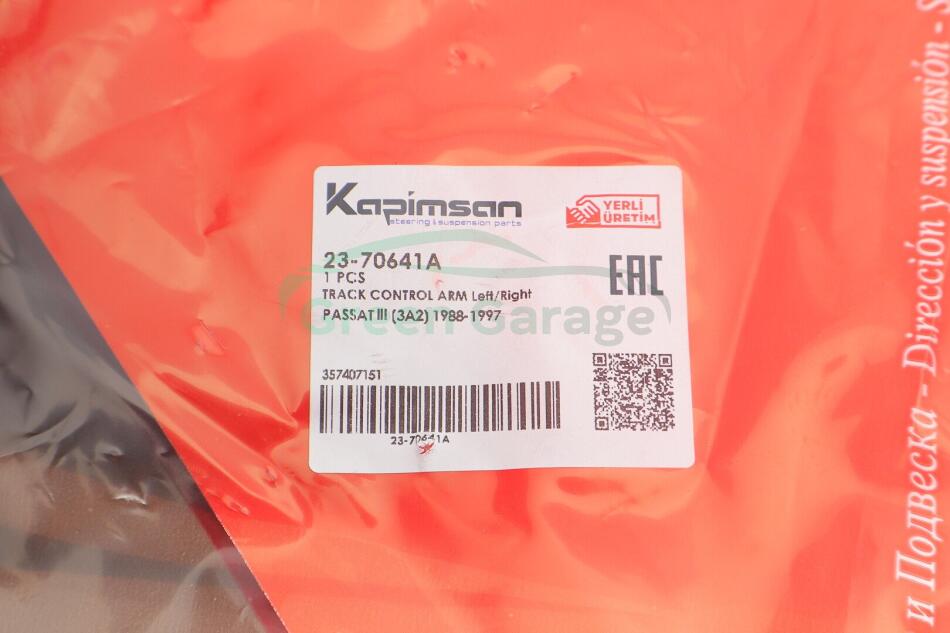 Kapimsan
steering & suspension parts
YERLİ
ÜRETİM
23-70641A
1 PCS
EAC
TRACK CONTROL ARM Left/Right
PASSAT III (3A2) 1988-1997
Green Garage
357407151
23-70641A
и Подвеска - Dirección y suspensión - S